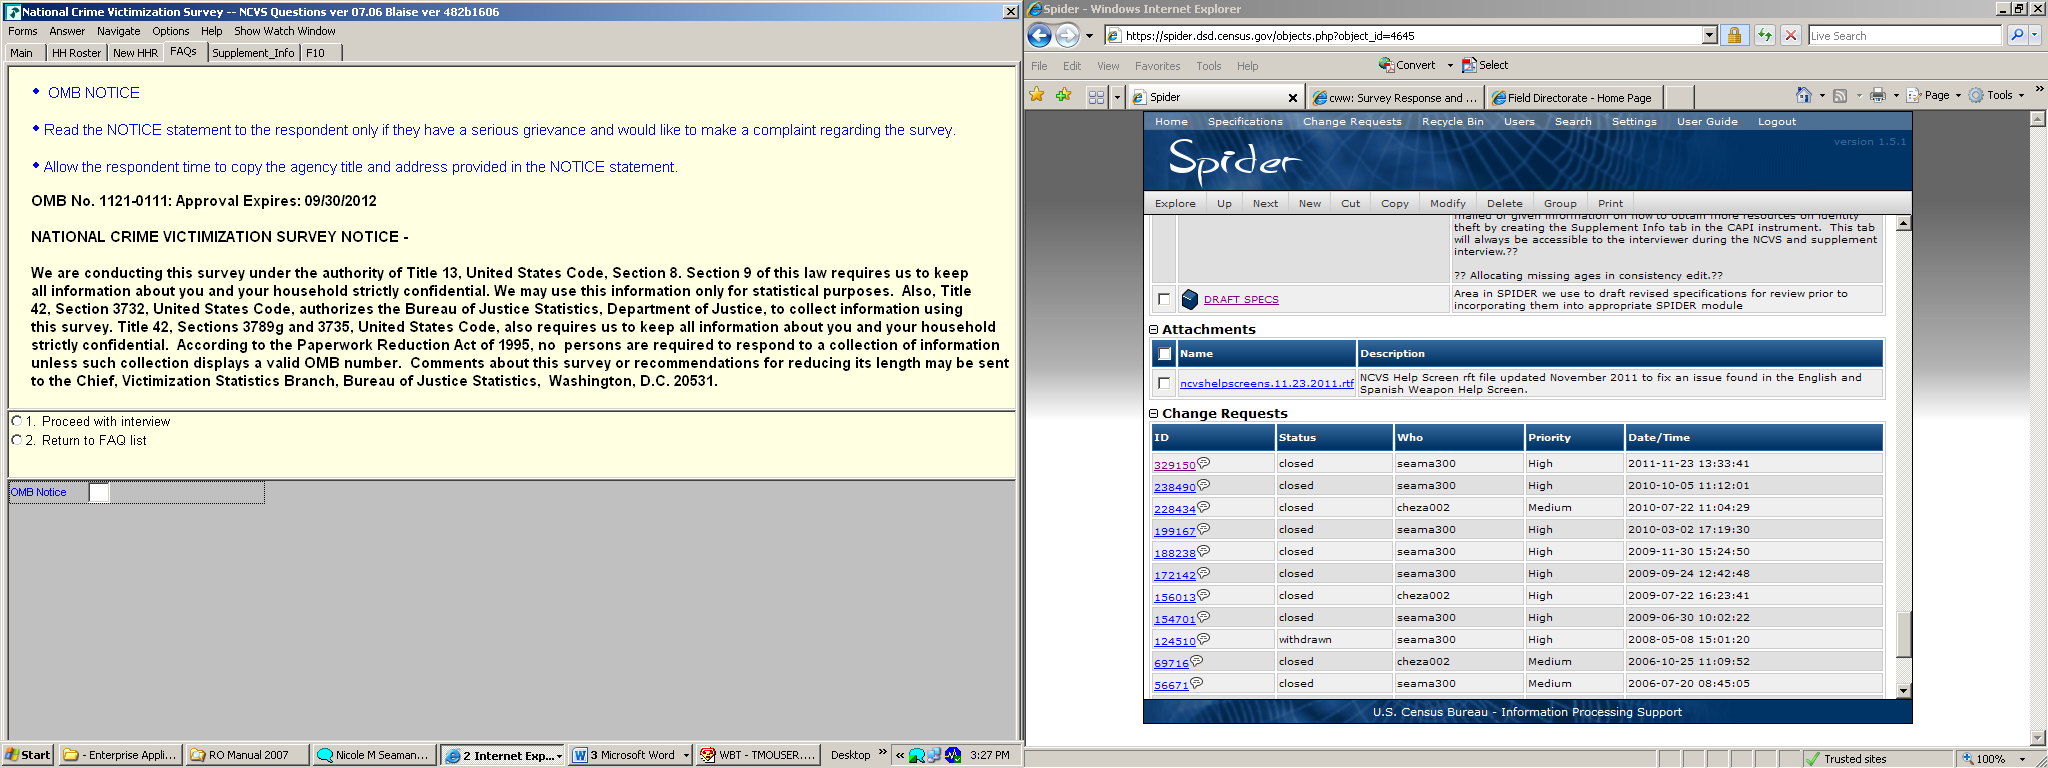 National Crime Victimization Survey -- NCVS Questions ver 07.06 Blaise ver 482b1606
Forms Answer Navigate Options Help Show Watch Window
Main HH Roster New HHR FAQs Supplement_Info F10
OMB NOTICE
Read the NOTICE statement to the respondent only if they have a serious grievance and would like to make a complaint regarding the survey.
Allow the respondent time to copy the agency title and address provided in the NOTICE statement.
OMB No. 1121-0111: Approval Expires: 09/30/2012
NATIONAL CRIME VICTIMIZATION SURVEY NOTICE -
We are conducting this survey under the authority of Title 13, United States Code, Section 8. Section 9 of this law requires us to keep
all information about you and your household strictly confidential. We may use this information only for statistical purposes. Also, Title
42, Section 3732, United States Code, authorizes the Bureau of Justice Statistics, Department of Justice, to collect information using
this survey. Title 42, Sections 3789g and 3735, United States Code, also requires us to keep all information about you and your household
strictly confidential. According to the Paperwork Reduction Act of 1995, no persons are required to respond to a collection of information
unless such collection displays a valid OMB number. Comments about this survey or recommendations for reducing its length may be sent
to the Chief, Victimization Statistics Branch, Bureau of Justice Statistics, Washington, D.C. 20531.
1. Proceed with interview
2. Return to FAQ list
OMB Notice
Start - Enterprise Appli... RO Manual 2007 Nicole M Seaman... 2 Internet Exp... 3 Microsoft Word WBT - TMOUSER.... Desktop » « 3:27 PM
Spider - Windows Internet Explorer
https://spider.dsd.census.gov/objects.php?object_id=4645 Live Search
File Edit View Favorites Tools Help Convert Select
Spider cww: Survey Response and ... Field Directorate - Home Page Page Tools »
Home Specifications Change Requests Recycle Bin Users Search Settings User Guide Logout
Spider version 1.5.1
Explore Up Next New Cut Copy Modify Delete Group Print
mailed or given information on how to obtain more resources on identity
theft by creating the Supplement Info tab in the CAPI instrument. This tab
will always be accessible to the interviewer during the NCVS and supplement
interview.??
?? Allocating missing ages in consistency edit.??
DRAFT SPECS Area in SPIDER we use to draft revised specifications for review prior to
incorporating them into appropriate SPIDER module
Attachments
Name Description
ncvshelpscreens.11.23.2011.rtf NCVS Help Screen rft file updated November 2011 to fix an issue found in the English and
Spanish Weapon Help Screen.
Change Requests
ID Status Who Priority Date/Time
329150 closed seama300 High 2011-11-23 13:33:41
238490 closed seama300 High 2010-10-05 11:12:01
228434 closed cheza002 Medium 2010-07-22 11:04:29
199167 closed seama300 High 2010-03-02 17:19:30
188238 closed seama300 High 2009-11-30 15:24:50
172142 closed seama300 High 2009-09-24 12:42:48
156013 closed cheza002 High 2009-07-22 16:23:41
154701 closed seama300 High 2009-06-30 10:02:22
124510 withdrawn seama300 High 2008-05-08 15:01:20
69716 closed cheza002 Medium 2006-10-25 11:09:52
56671 closed seama300 Medium 2006-07-20 08:45:05
U.S. Census Bureau - Information Processing Support
Trusted sites 100%